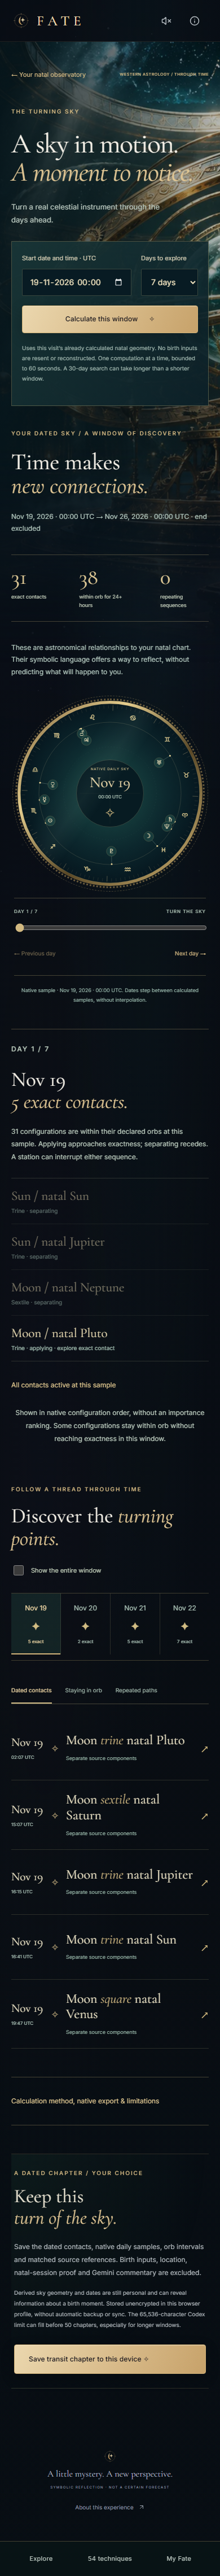 FATE
← Your natal observatory
WESTERN ASTROLOGY / THROUGH TIME
THE TURNING SKY
A sky in motion.
A moment to notice.
Turn a real celestial instrument through the
days ahead.
Start date and time · UTC
Days to explore
19-11-2026 00:00
7 days
Calculate this window
Uses this visit's already calculated natal geometry. No birth inputs
are resent or reconstructed. One computation at a time, bounded
to 60 seconds. A 30-day search can take longer than a shorter
window.
YOUR DATED SKY / A WINDOW OF DISCOVERY
Time makes
new connections.
Nov 19, 2026 · 00:00 UTC → Nov 26, 2026 · 00:00 UTC · end
excluded
31
38
0
exact contacts
within orb for 24+
hours
repeating
sequences
These are astronomical relationships to your natal chart.
Their symbolic language offers a way to reflect, without
predicting what will happen to you.
NATIVE DAILY SKY
Nov 19
00:00 UTC
DAY 1 / 7
TURN THE SKY
← Previous day
Next day →
Native sample · Nov 19, 2026 · 00:00 UTC. Dates step between calculated
samples, without interpolation.
DAY 1 / 7
Nov 19
5 exact contacts.
31 configurations are within their declared orbs at this
sample. Applying approaches exactness; separating recedes.
A station can interrupt either sequence.
Sun / natal Sun
Trine · separating
Sun / natal Jupiter
Trine · separating
Moon / natal Neptune
Sextile · separating
Moon / natal Pluto
Trine · applying · explore exact contact
All contacts active at this sample
Shown in native configuration order, without an importance
ranking. Some configurations stay within orb without
reaching exactness in this window.
FOLLOW A THREAD THROUGH TIME
Discover the turning
points.
Show the entire window
Nov 19
Nov 20
Nov 21
Nov 22
5 exact
2 exact
5 exact
7 exact
Dated contacts
Staying in orb
Repeated paths
Nov 19
02:07 UTC
Moon trine natal Pluto
Separate source components
Nov 19
15:07 UTC
Moon sextile natal
Saturn
Separate source components
Nov 19
16:15 UTC
Moon trine natal Jupiter
Separate source components
Nov 19
16:41 UTC
Moon trine natal Sun
Separate source components
Nov 19
19:47 UTC
Moon square natal
Venus
Separate source components
Calculation method, native export & limitations
A DATED CHAPTER / YOUR CHOICE
Keep this
turn of the sky.
Save the dated contacts, native daily samples, orb intervals
and matched source references. Birth inputs, location,
natal-session proof and Gemini commentary are excluded.
Derived sky geometry and dates are still personal and can reveal
information about a birth moment. Stored unencrypted in this browser
profile, without automatic backup or sync. The 65,536-character Codex
limit can fill before 50 chapters, especially for longer windows.
Save transit chapter to this device
A little mystery. A new perspective.
SYMBOLIC REFLECTION · NOT A CERTAIN FORECAST
About this experience ↗
Explore
54 techniques
My Fate